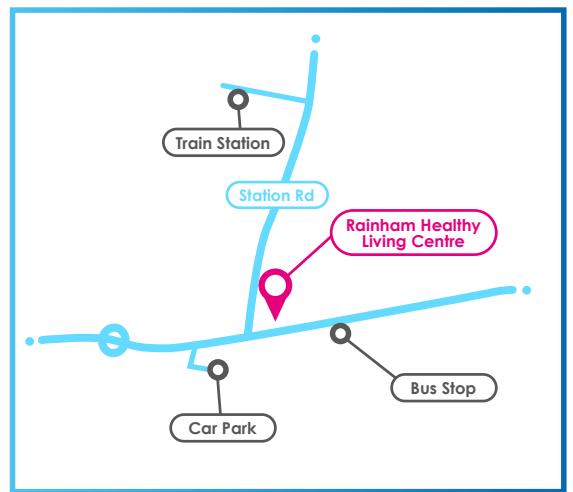 Train Station
Station Rd
Rainham Healthy
Living Centre
Bus Stop
Car Park